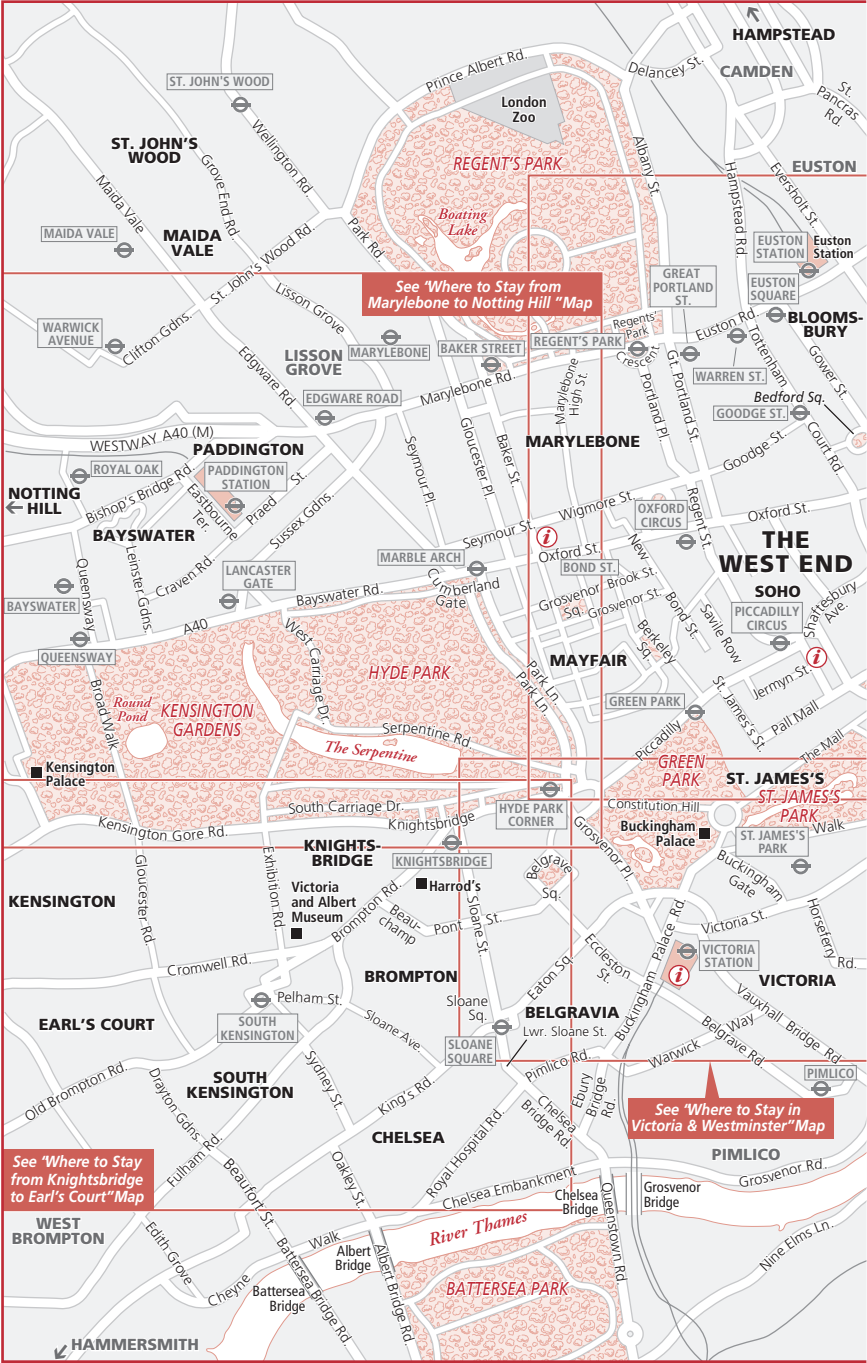 HAMPSTEAD
Prince Albert Rd.
Delancey St.
CAMDEN
St.
Pancras
Rd.
ST. JOHN'S WOOD
London
Zoo
Wellington Rd
ST. JOHN'S
WOOD
Grove End Rd.
REGENT'S PARK
Albany St.
Hampstead Rd.
EUSTON
Eversholt St.
Maida Vale
Boating
Lake
Park Rd
MAIDA VALE
MAIDA
VALE
St. John's Wood Rd.
EUSTON
STATION
Euston
Station
GREAT
PORTLAND
ST.
EUSTON
SQUARE
See "Where to Stay from
Marylebone to Notting Hill "Map
Lisson Grove
Clifton Gdns.
WARWICK
AVENUE
LISSON
GROVE
MARYLEBONE
BAKER STREET
REGENT'S PARK
Regents'
Park
Crescent
Euston Rd.
BLOOMS-
BURY
Tottenham
Court Rd
Gower St.
WARREN ST.
Edgware Rd
EDGWARE ROAD
Marylebone Rd.
Marylebone
High St.
Portland Pl.
Gt. Portland St.
Bedford Sq.
GOODGE ST.
WESTWAY A40 (M)
PADDINGTON
MARYLEBONE
Goodge St.
Seymour Pl.
Gloucester Pl.
Baker St.
ROYAL OAK
PADDINGTON
STATION
NOTTING
HILL
Bishop's Bridge Rd.
Eastbourne
Ter.
Praed St.
Sussex Gdns.
BAYSWATER
Wigmore St.
Seymour St.
OXFORD
CIRCUS
Regent St.
Oxford St.
i
Oxford St.
THE
WEST END
MARBLE ARCH
BOND ST.
New
Bond St.
Queensway
Leinster Gdns.
Craven Rd.
LANCASTER
GATE
Bayswater Rd.
Cumberland
Gate
Brook St.
Grosvenor
Sq.
Grosvenor St.
SOHO
BAYSWATER
PICCADILLY
CIRCUS
Shaftesbury
Ave.
Savile Row
Berkeley
Sq.
A40
QUEENSWAY
West Carriage Dr.
HYDE PARK
Park Ln.
Park Ln.
MAYFAIR
i
Jermyn St.
St. James's St.
Pall Mall
GREEN PARK
Broad Walk
Round
Pond
KENSINGTON
GARDENS
Serpentine Rd
The Serpentine
Piccadilly
The Mall
GREEN
PARK
Kensington
Palace
ST. JAMES'S
ST. JAMES'S
PARK
South Carriage Dr.
HYDE PARK
CORNER
Constitution Hill
Kensington Gore Rd.
Knightsbridge
Buckingham
Palace
ST. JAMES'S
PARK
Walk
KNIGHTS-
BRIDGE
KNIGHTSBRIDGE
Grosvenor Pl.
Belgrave
Sq.
Buckingham
Gate
Gloucester Rd.
Exhibition Rd.
Harrod's
KENSINGTON
Victoria
and Albert
Museum
Brompton Rd.
Beau-
champ
Pont St.
Sloane St.
Victoria St.
Horseferry Rd.
Cromwell Rd.
Buckingham Palace Rd.
VICTORIA
STATION
i
Eccleston
St.
Eaton Sq.
BROMPTON
VICTORIA
Pelham St.
Sloane
Sq.
BELGRAVIA
Vauxhall Bridge Rd.
EARL'S COURT
SOUTH
KENSINGTON
Sloane Ave.
Lwr. Sloane St.
SLOANE
SQUARE
Belgrave Rd.
Warwick Way
Pimlico Rd.
PIMLICO
Old Brompton Rd.
SOUTH
KENSINGTON
Sydney St.
King's Rd.
Ebury
Bridge
Rd.
Chelsea
Bridge Rd.
See "Where to Stay in
Victoria & Westminster"Map
Drayton Gdns.
CHELSEA
Royal Hospital Rd.
PIMLICO
See "Where to Stay
from Knightsbridge
to Earl's Court"Map
Fulham Rd.
Beaufort St.
Oakley St.
Chelsea Embankment
Grosvenor Rd.
Chelsea
Bridge
Grosvenor
Bridge
WEST
BROMPTON
River Thames
Queenstown Rd.
Nine Elms Ln.
Edith Grove
Cheyne Walk
Albert
Bridge
Albert Bridge Rd.
Battersea
Bridge
Battersea Bridge Rd.
BATTERSEA PARK
HAMMERSMITH